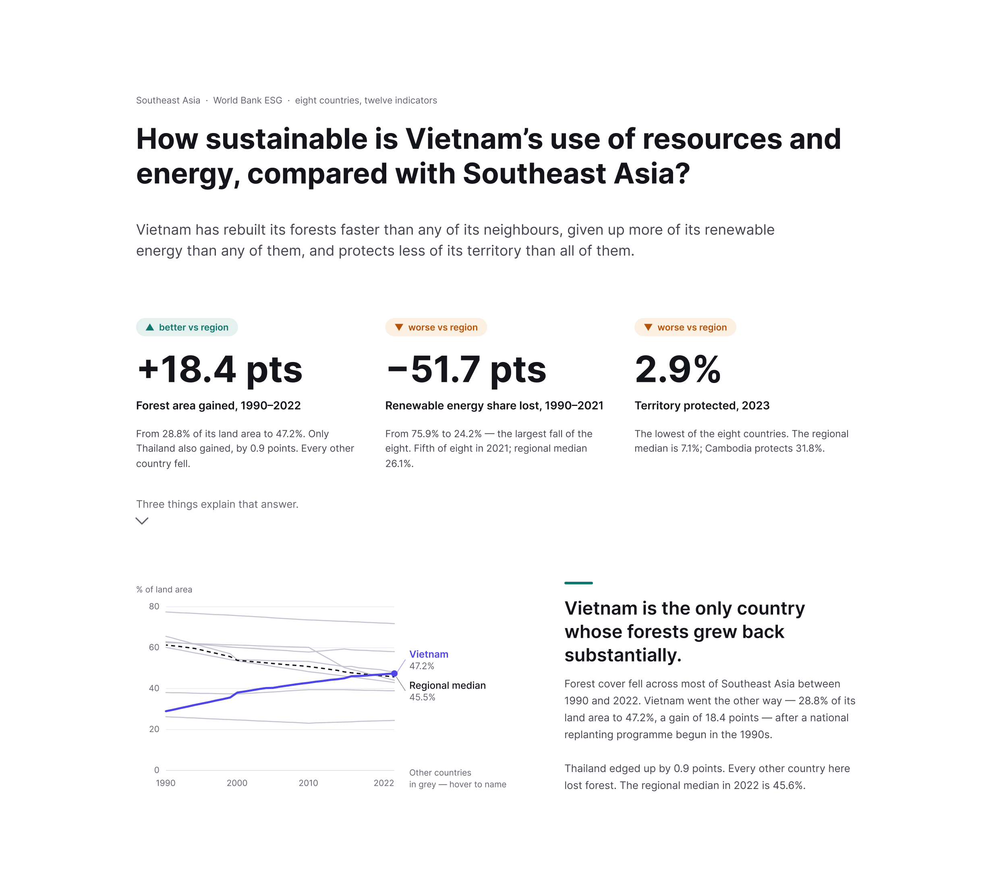 Southeast Asia · World Bank ESG · eight countries, twelve indicators
How sustainable is Vietnam’s use of resources and
energy, compared with Southeast Asia?
Vietnam has rebuilt its forests faster than any of its neighbours, given up more of its renewable
energy than any of them, and protects less of its territory than all of them.
▲ better vs region
+18.4 pts
Forest area gained, 1990–2022
From 28.8% of its land area to 47.2%. Only
Thailand also gained, by 0.9 points. Every other
country fell.
▼ worse vs region
−51.7 pts
Renewable energy share lost, 1990–2021
From 75.9% to 24.2% — the largest fall of the
eight. Fifth of eight in 2021; regional median
26.1%.
▼ worse vs region
2.9%
Territory protected, 2023
The lowest of the eight countries. The regional
median is 7.1%; Cambodia protects 31.8%.
Three things explain that answer.
% of land area
80
60
40
20
0
1990
2000
2010
2022
Vietnam
47.2%
Regional median
45.5%
Other countries
in grey — hover to name
Vietnam is the only country
whose forests grew back
substantially.
Forest cover fell across most of Southeast Asia between
1990 and 2022. Vietnam went the other way — 28.8% of its
land area to 47.2%, a gain of 18.4 points — after a national
replanting programme begun in the 1990s.
Thailand edged up by 0.9 points. Every other country here
lost forest. The regional median in 2022 is 45.6%.